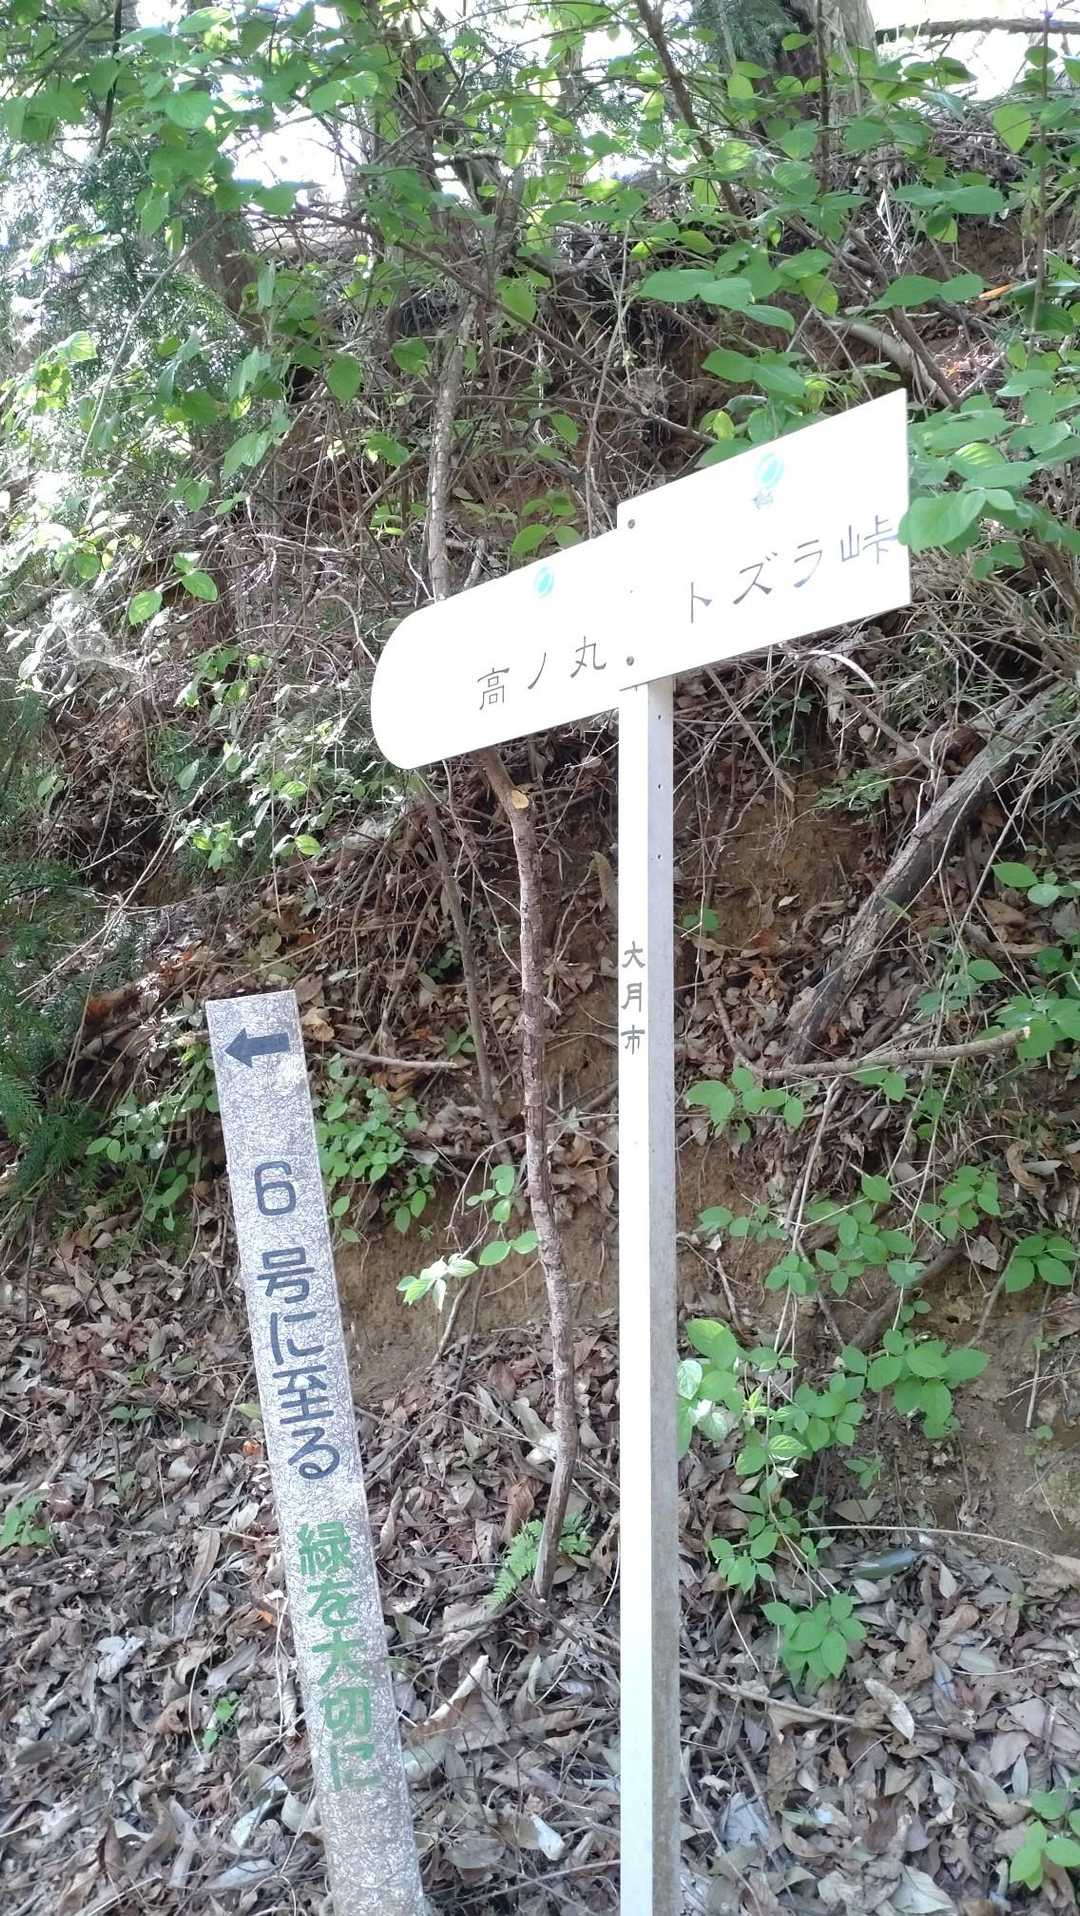 高ノ丸
トズラ峠
大月市
←
6号に至る 緑を大切に